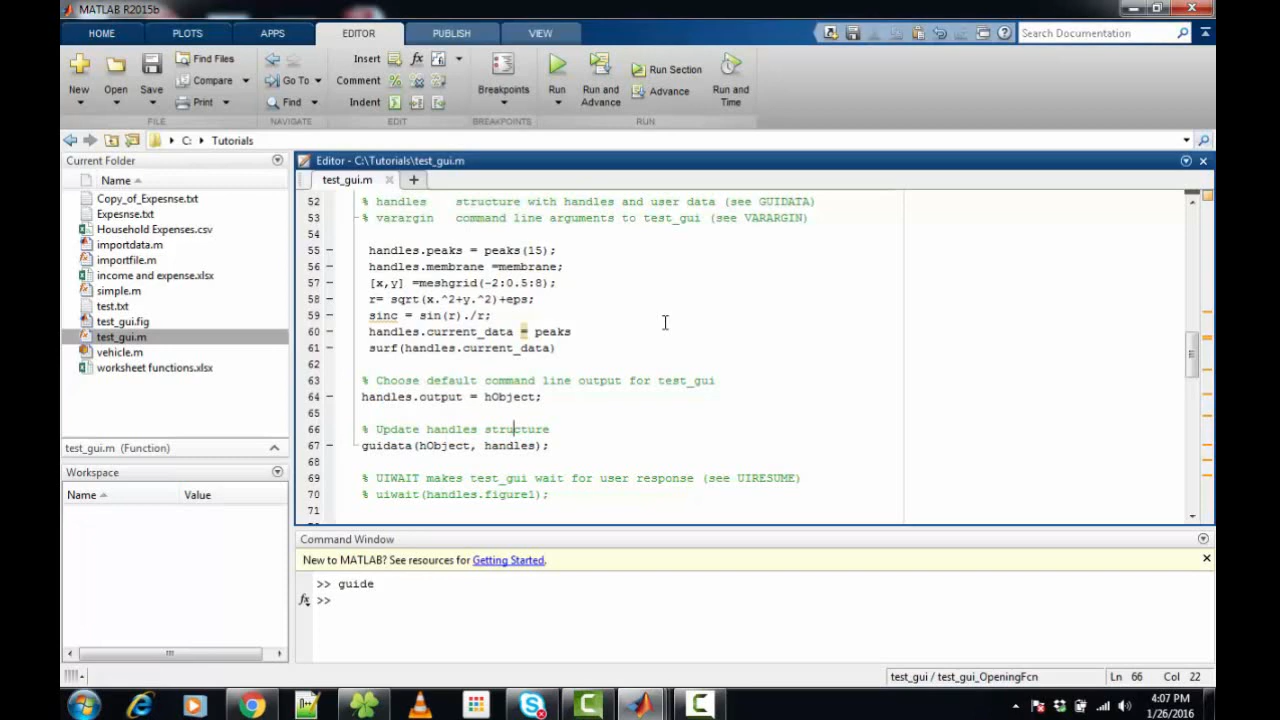 MATLAB R2015b
HOME PLOTS APPS EDITOR PUBLISH VIEW
Search Documentation
New Open Save Find Files Compare Print
Go To Find
Insert Comment Indent
Breakpoints
Run Run and Advance Run Section Advance Run and Time
FILE NAVIGATE EDIT BREAKPOINTS RUN
C: Tutorials
Current Folder
Name
Copy_of_Expesnse.txt
Expesnse.txt
Household Expenses.csv
importdata.m
importfile.m
income and expense.xlsx
simple.m
test.txt
test_gui.fig
test_gui.m
vehicle.m
worksheet functions.xlsx
test_gui.m (Function)
Workspace
Name Value
Editor - C:\Tutorials\test_gui.m
test_gui.m
52 % handles    structure with handles and user data (see GUIDATA)
53 % varargin   command line arguments to test_gui (see VARARGIN)
54
55 handles.peaks = peaks(15);
56 handles.membrane =membrane;
57 [x,y] =meshgrid(-2:0.5:8);
58 r= sqrt(x.^2+y.^2)+eps;
59 sinc = sin(r)./r;
60 handles.current_data = peaks
61 surf(handles.current_data)
62
63 % Choose default command line output for test_gui
64 handles.output = hObject;
65
66 % Update handles structure
67 guidata(hObject, handles);
68
69 % UIWAIT makes test_gui wait for user response (see UIRESUME)
70 % uiwait(handles.figure1);
71
Command Window
New to MATLAB? See resources for Getting Started.
>> guide
fx >>
test_gui / test_gui_OpeningFcn Ln 66 Col 22
4:07 PM
1/26/2016